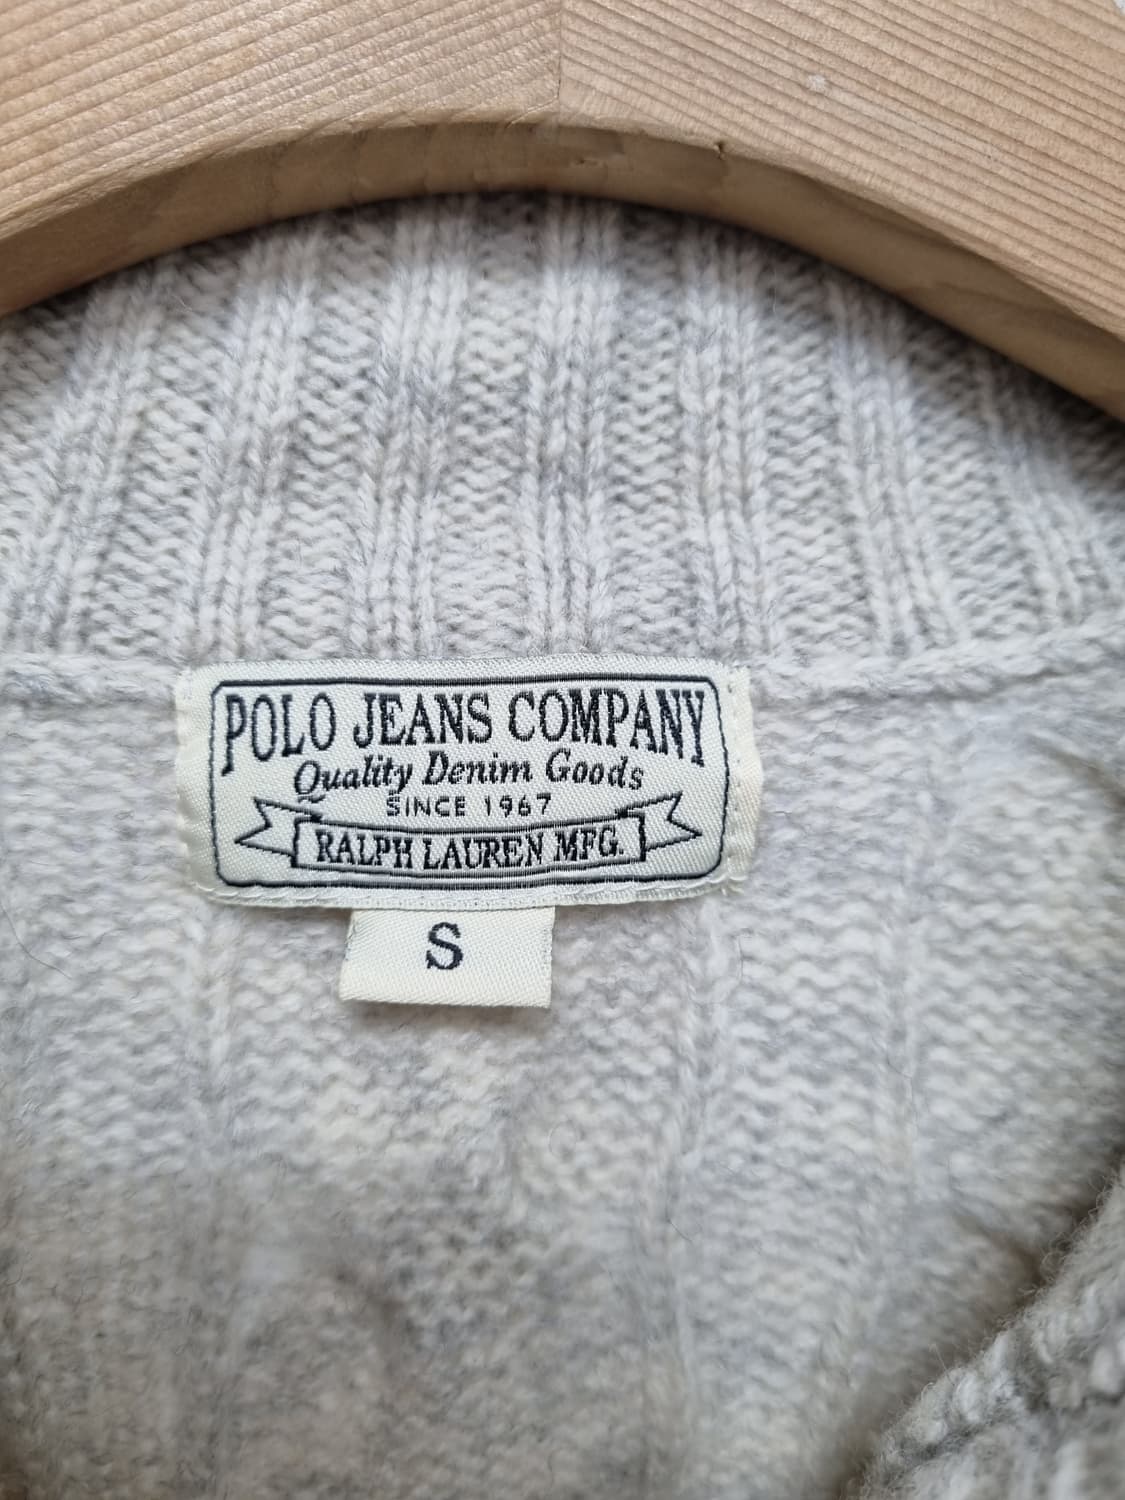 POLO JEANS COMPANY
Quality Denim Goods
SINCE 1967
RALPH LAUREN MFG.
S